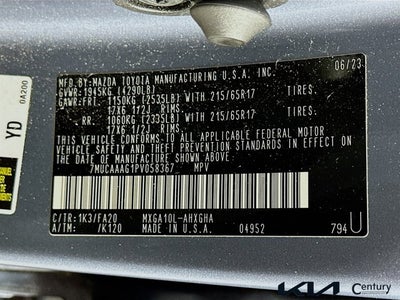 MFD. BY: MAZDA TOYOTA MANUFACTURING U.S.A. INC. 06/23
GVWR: 1945KG (4290LB)
GAWR: FRT. 1150KG (2535LB) WITH 215/65R17 TIRES.
17X6 1/2J RIMS.
RR. 1060KG (2335LB) WITH 215/65R17 TIRES.
17X6 1/2J RIMS.
THIS VEHICLE CONFORMS TO ALL APPLICABLE FEDERAL MOTOR
VEHICLE SAFETY AND THEFT PREVENTION STANDARDS IN
EFFECT ON THE DATE OF MANUFACTURE SHOWN ABOVE.
7MUCAAAG1PV058367 MPV
C/TR: 1K3/FA20 MXGA10L-AHXGHA
A/TM: /K120 04952 794U
0A200
YD
Century